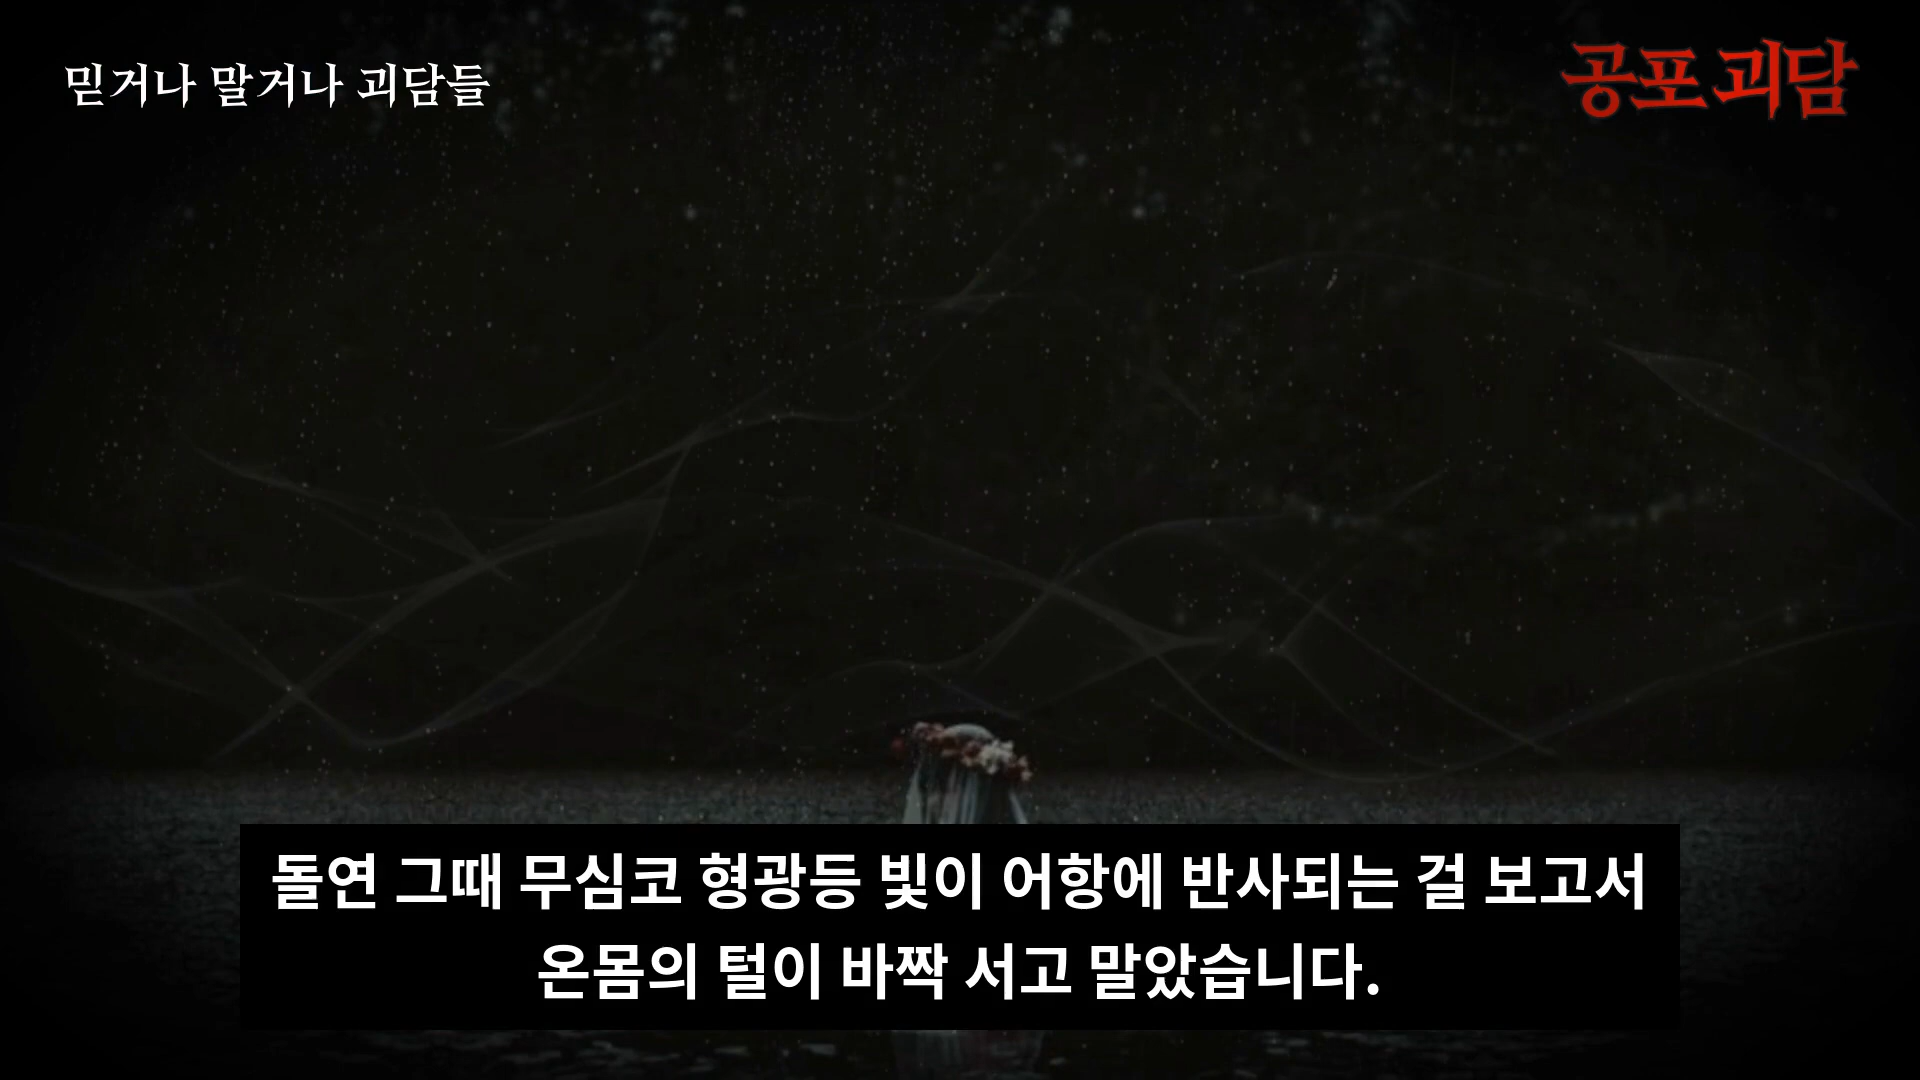 믿거나 말거나 괴담들
공포 괴담
돌연 그때 무심코 형광등 빛이 어항에 반사되는 걸 보고서
온몸의 털이 바짝 서고 말았습니다.